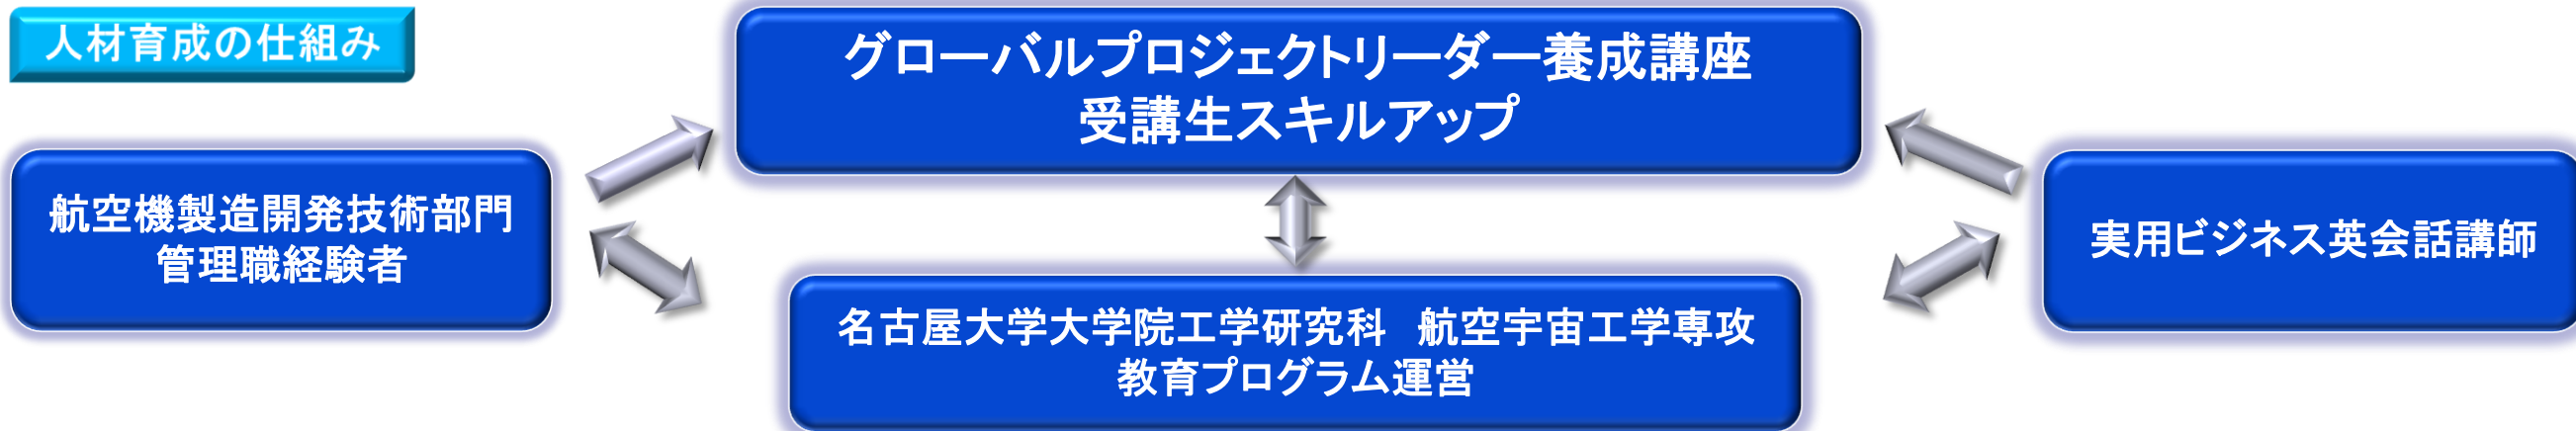 人材育成の仕組み
グローバルプロジェクトリーダー養成講座
受講生スキルアップ
航空機製造開発技術部門
管理職経験者
実用ビジネス英会話講師
名古屋大学大学院工学研究科　航空宇宙工学専攻
教育プログラム運営